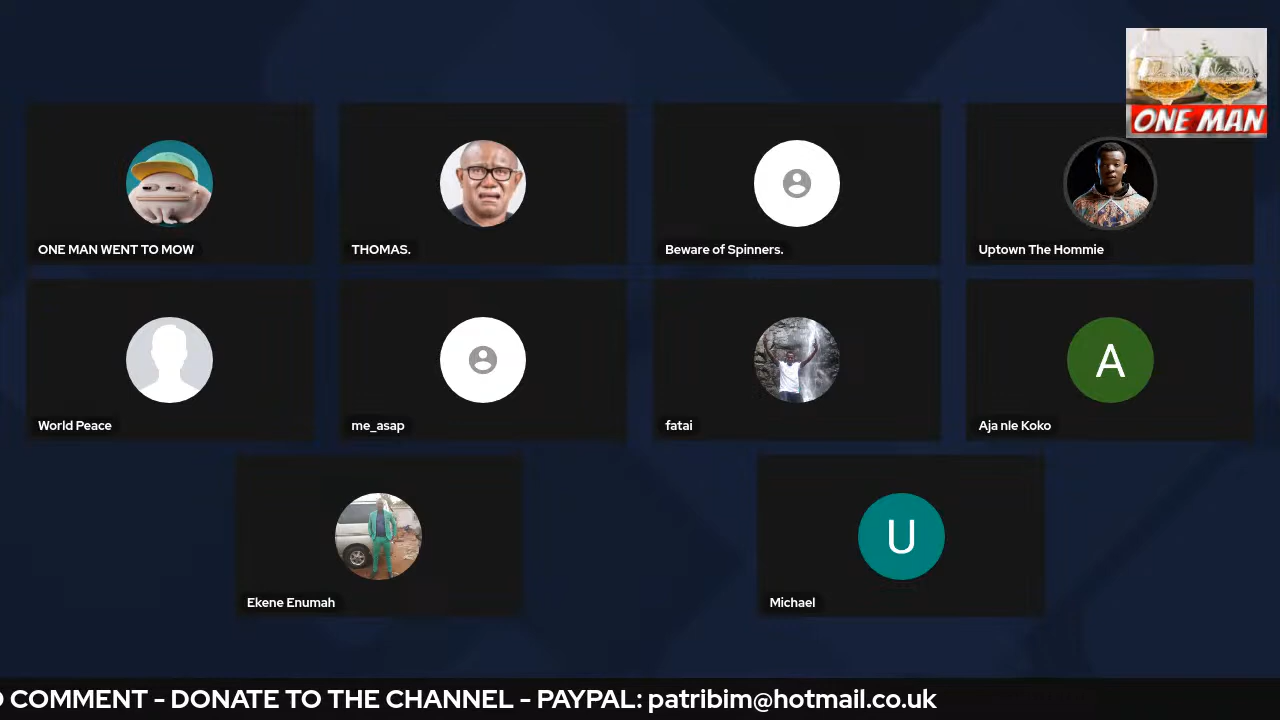 ONE MAN
ONE MAN WENT TO MOW
THOMAS.
Beware of Spinners.
Uptown The Hommie
World Peace
me_asap
fatai
A
Aja nle Koko
Ekene Enumah
U
Michael
COMMENT - DONATE TO THE CHANNEL - PAYPAL: patribim@hotmail.co.uk